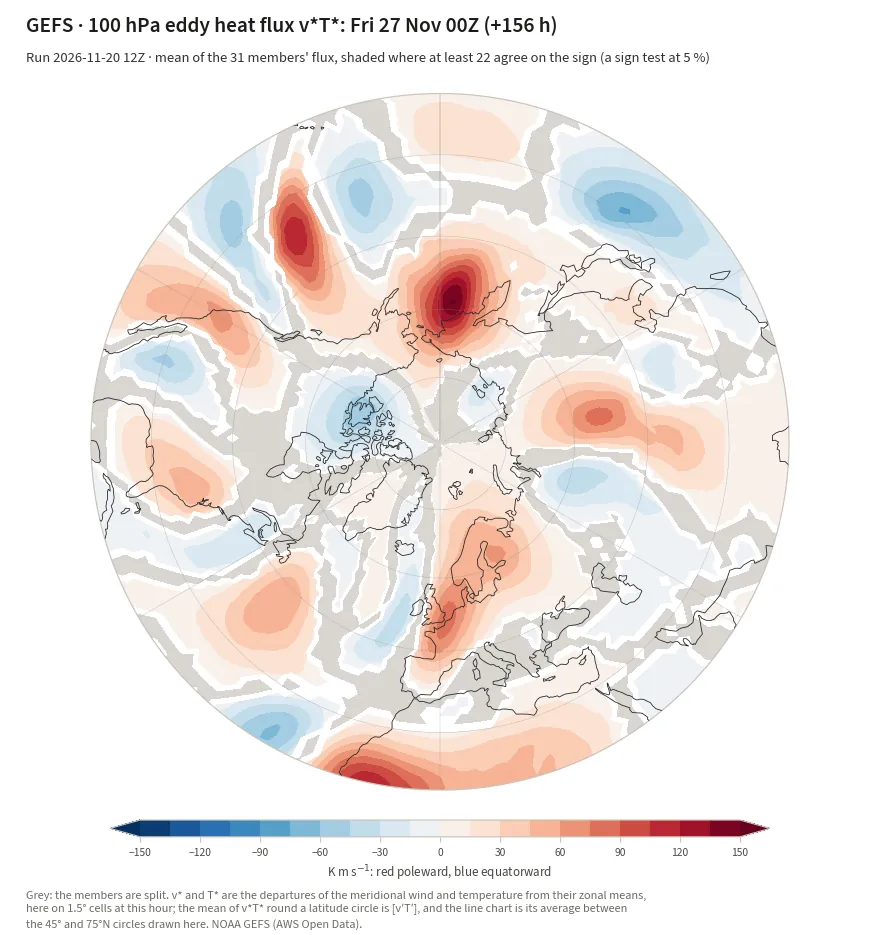 GEFS · 100 hPa eddy heat flux v*T*: Fri 27 Nov 00Z (+156 h)
Run 2026-11-20 12Z · mean of the 31 members' flux, shaded where at least 22 agree on the sign (a sign test at 5 %)
−150 −120 −90 −60 −30 0 30 60 90 120 150
K m s⁻¹: red poleward, blue equatorward
Grey: the members are split. v* and T* are the departures of the meridional wind and temperature from their zonal means,
here on 1.5° cells at this hour; the mean of v*T* round a latitude circle is [v'T'], and the line chart is its average between
the 45° and 75°N circles drawn here. NOAA GEFS (AWS Open Data).